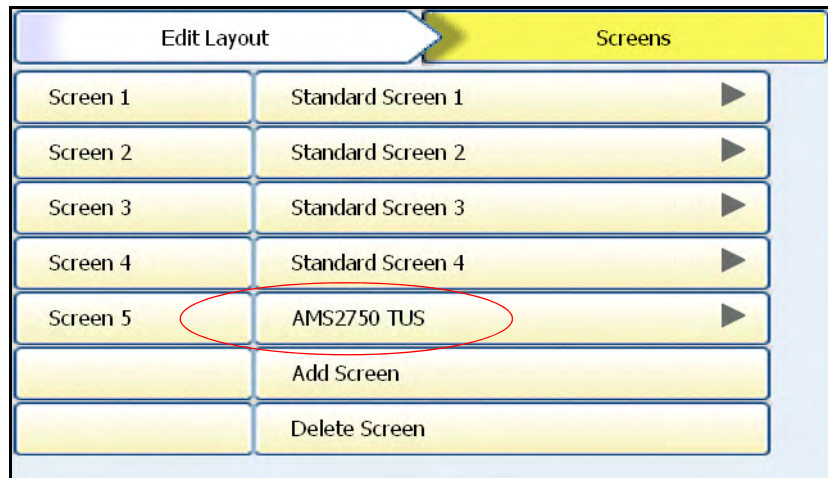 Edit Layout Screens
Screen 1 Standard Screen 1
Screen 2 Standard Screen 2
Screen 3 Standard Screen 3
Screen 4 Standard Screen 4
Screen 5 AMS2750 TUS
Add Screen
Delete Screen